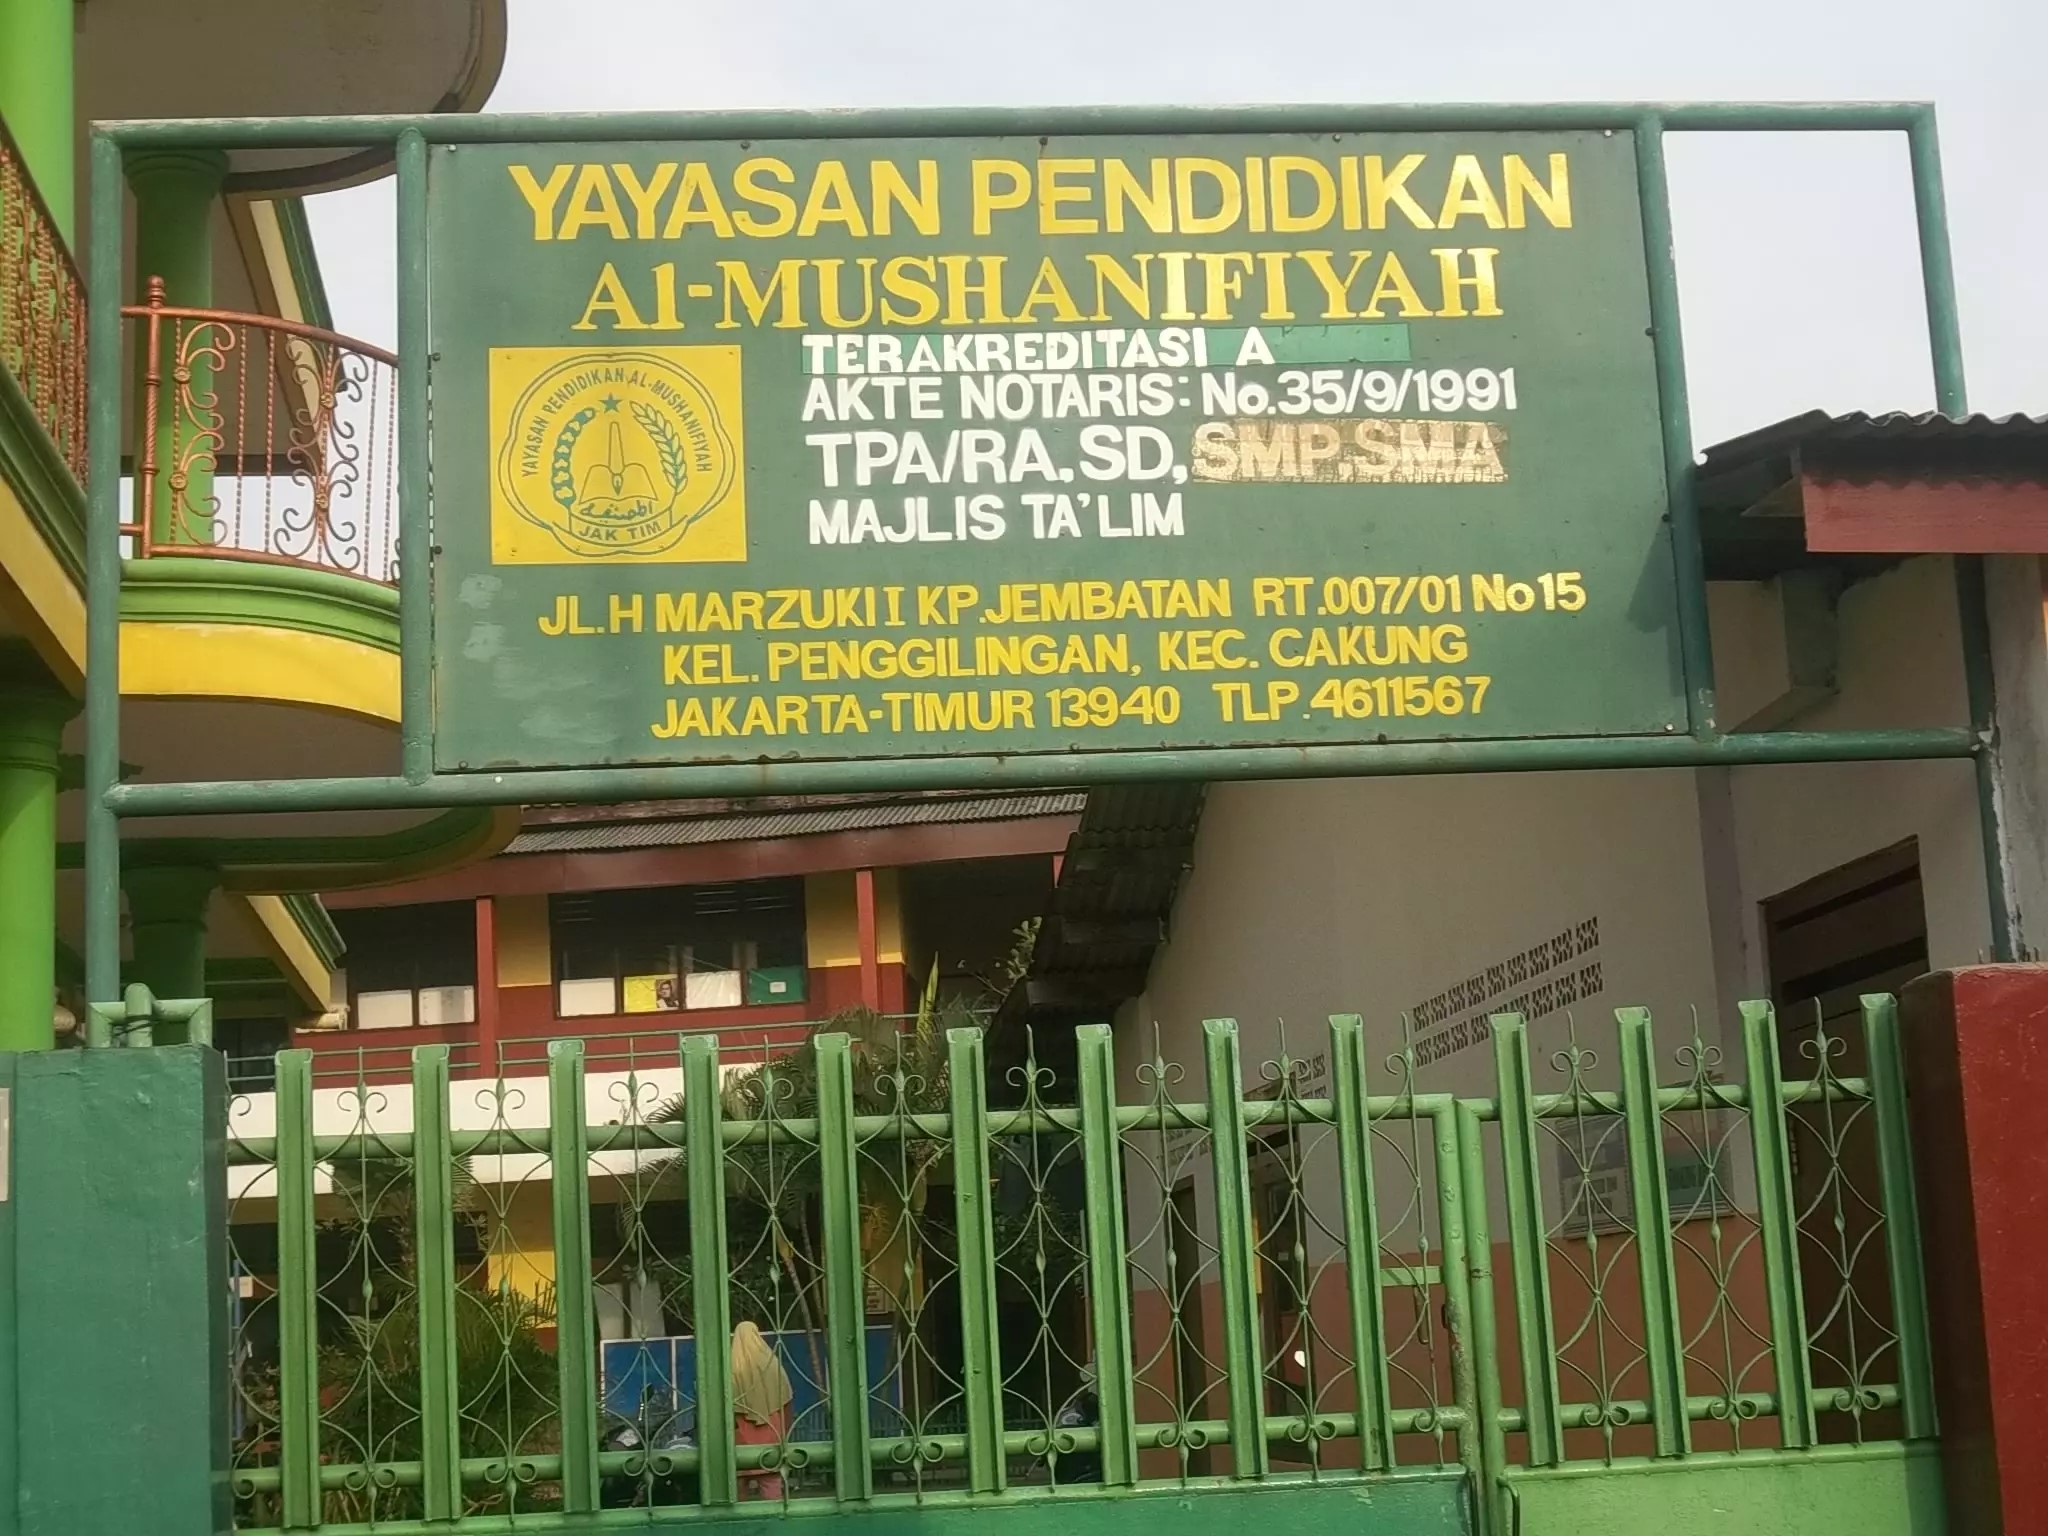 YAYASAN PENDIDIKAN
Al-MUSHANIFIYAH
TERAKREDITASI A
AKTE NOTARIS: No.35/9/1991
TPA/RA, SD, SMP, SMA
MAJLIS TA'LIM
YAYASAN PENDIDIKAN AL-MUSHANIFIYAH
JAK TIM
JL.H MARZUKI I KP.JEMBATAN RT.007/01 No 15
KEL. PENGGILINGAN, KEC. CAKUNG
JAKARTA-TIMUR 13940 TLP.4611567